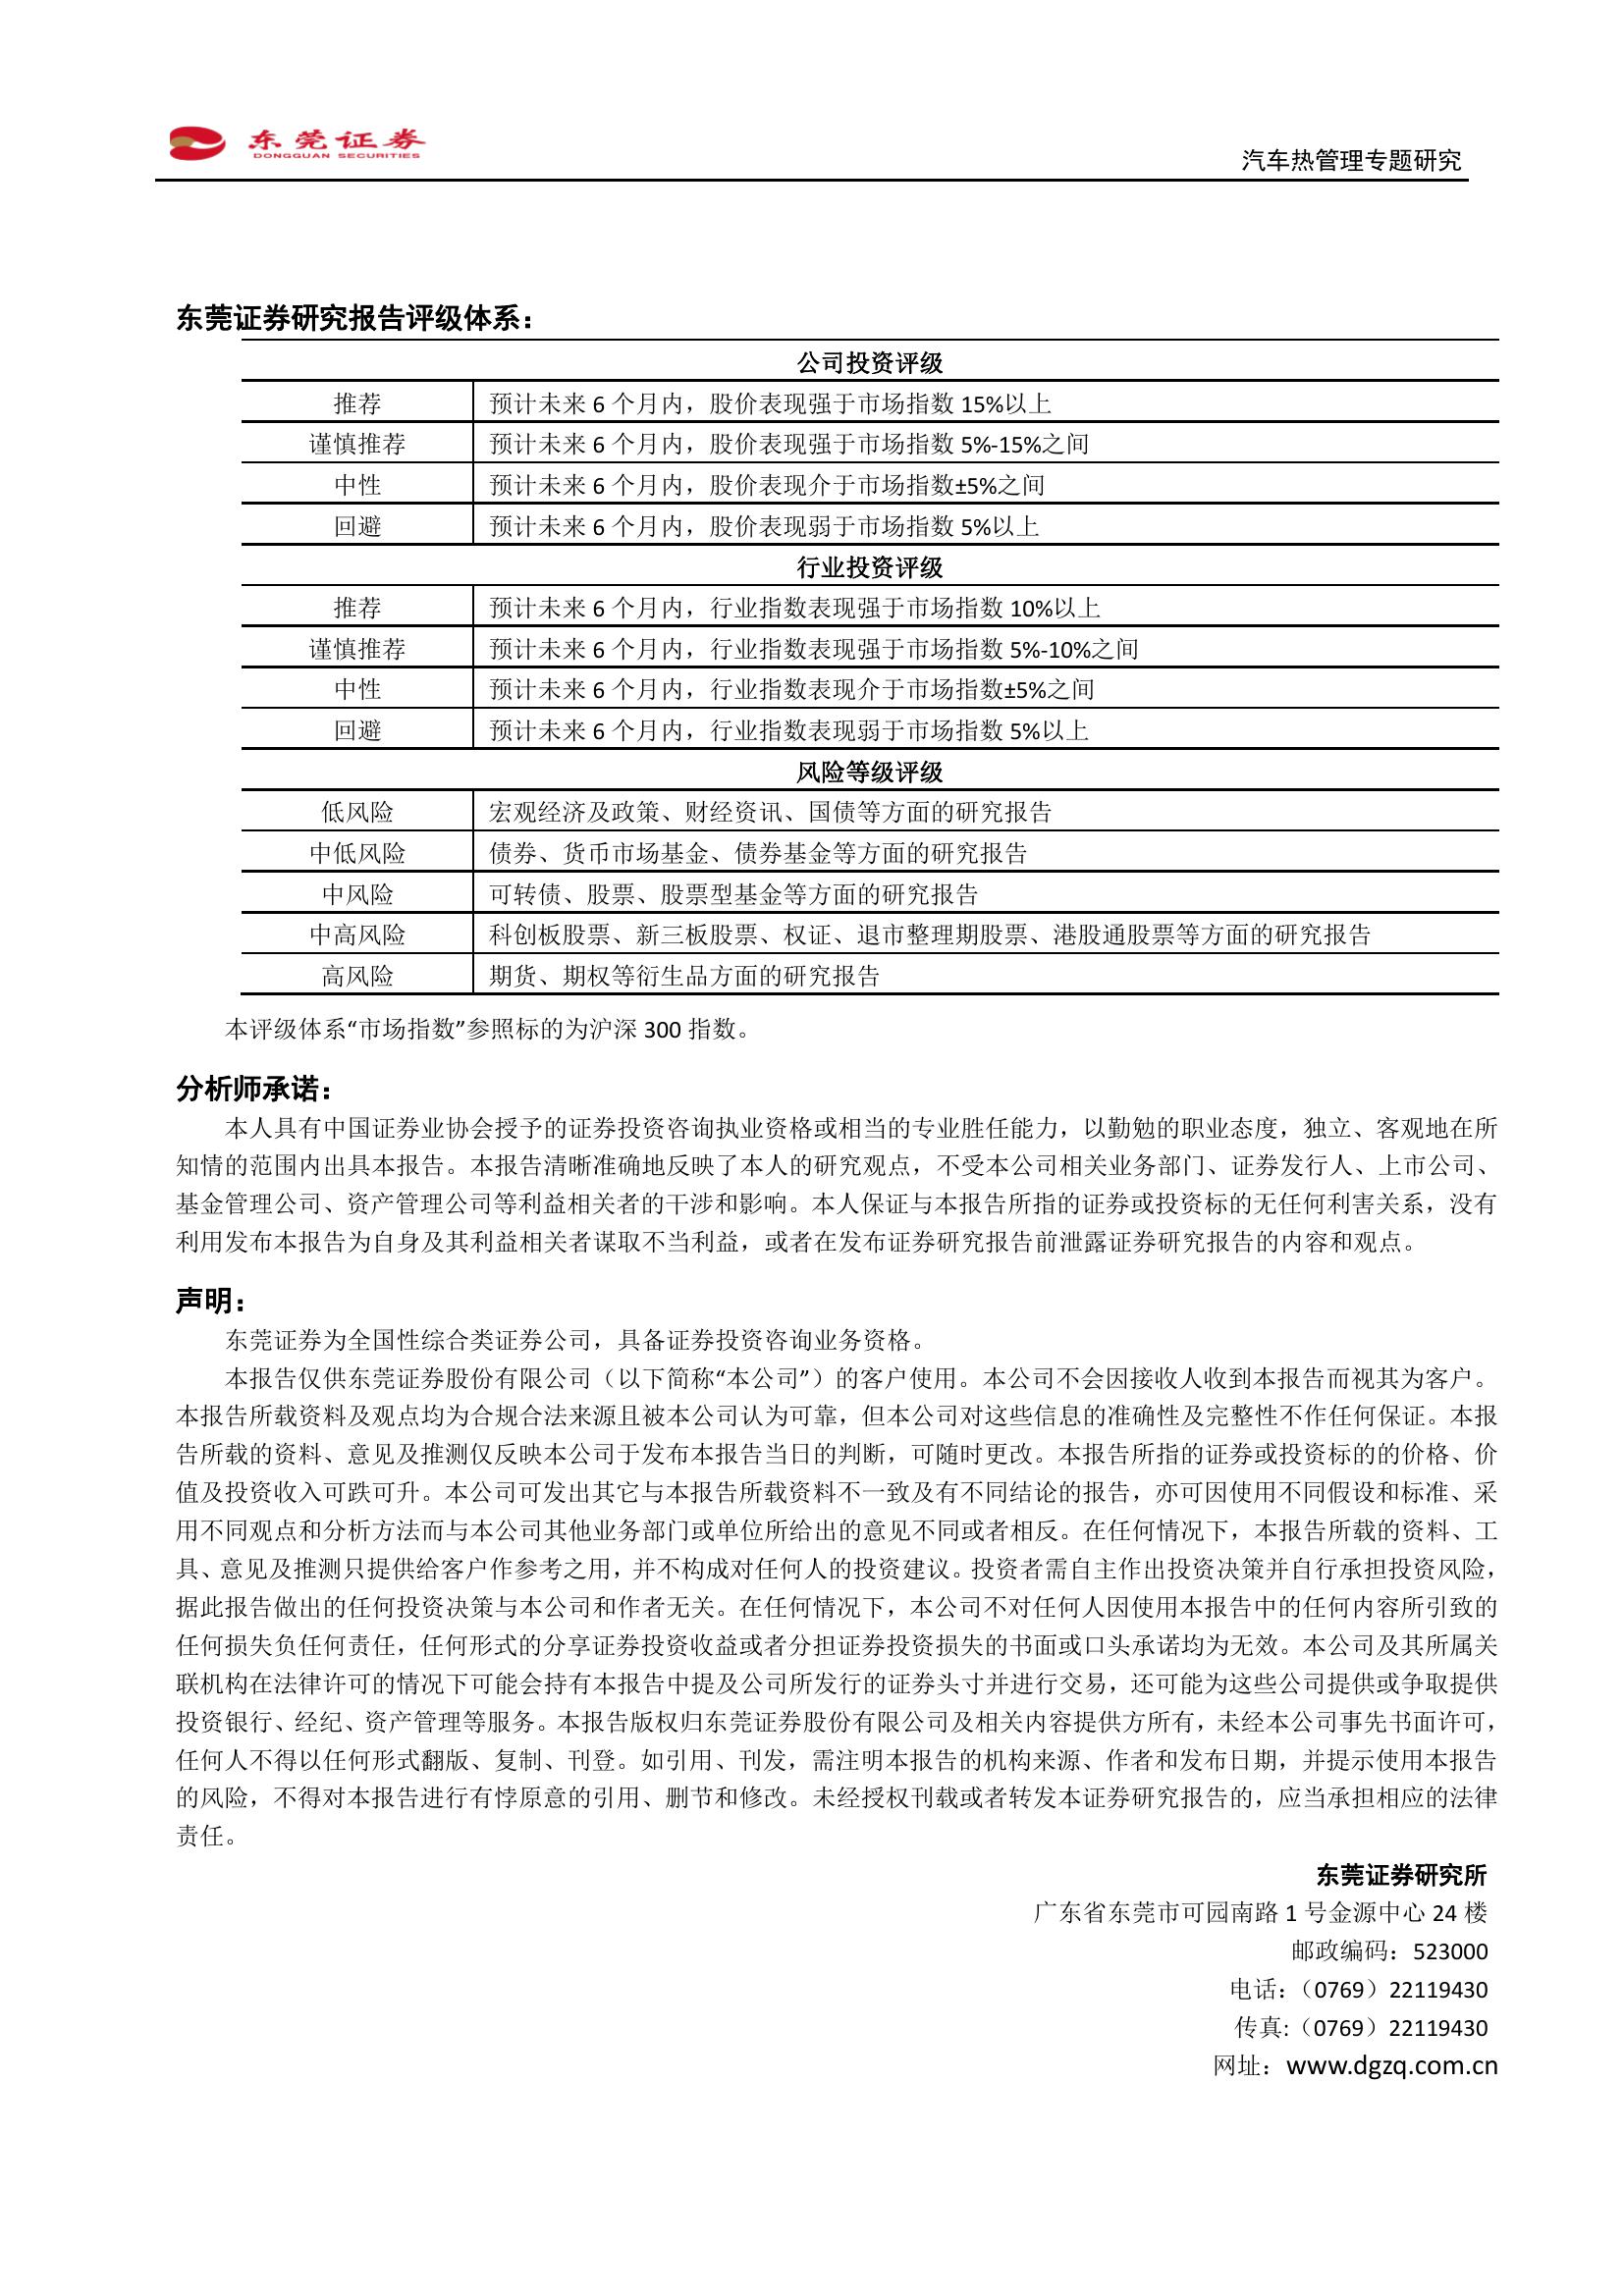 东莞证券
DONGGUAN SECURITIES
汽车热管理专题研究
东莞证券研究报告评级体系：
公司投资评级
推荐 预计未来 6 个月内，股价表现强于市场指数 15%以上
谨慎推荐 预计未来 6 个月内，股价表现强于市场指数 5%-15%之间
中性 预计未来 6 个月内，股价表现介于市场指数±5%之间
回避 预计未来 6 个月内，股价表现弱于市场指数 5%以上
行业投资评级
推荐 预计未来 6 个月内，行业指数表现强于市场指数 10%以上
谨慎推荐 预计未来 6 个月内，行业指数表现强于市场指数 5%-10%之间
中性 预计未来 6 个月内，行业指数表现介于市场指数±5%之间
回避 预计未来 6 个月内，行业指数表现弱于市场指数 5%以上
风险等级评级
低风险 宏观经济及政策、财经资讯、国债等方面的研究报告
中低风险 债券、货币市场基金、债券基金等方面的研究报告
中风险 可转债、股票、股票型基金等方面的研究报告
中高风险 科创板股票、新三板股票、权证、退市整理期股票、港股通股票等方面的研究报告
高风险 期货、期权等衍生品方面的研究报告
本评级体系“市场指数”参照标的为沪深 300 指数。
分析师承诺：
本人具有中国证券业协会授予的证券投资咨询执业资格或相当的专业胜任能力，以勤勉的职业态度，独立、客观地在所
知情的范围内出具本报告。本报告清晰准确地反映了本人的研究观点，不受本公司相关业务部门、证券发行人、上市公司、
基金管理公司、资产管理公司等利益相关者的干涉和影响。本人保证与本报告所指的证券或投资标的无任何利害关系，没有
利用发布本报告为自身及其利益相关者谋取不当利益，或者在发布证券研究报告前泄露证券研究报告的内容和观点。
声明：
东莞证券为全国性综合类证券公司，具备证券投资咨询业务资格。
本报告仅供东莞证券股份有限公司（以下简称“本公司”）的客户使用。本公司不会因接收人收到本报告而视其为客户。
本报告所载资料及观点均为合规合法来源且被本公司认为可靠，但本公司对这些信息的准确性及完整性不作任何保证。本报
告所载的资料、意见及推测仅反映本公司于发布本报告当日的判断，可随时更改。本报告所指的证券或投资标的的价格、价
值及投资收入可跌可升。本公司可发出其它与本报告所载资料不一致及有不同结论的报告，亦可因使用不同假设和标准、采
用不同观点和分析方法而与本公司其他业务部门或单位所给出的意见不同或者相反。在任何情况下，本报告所载的资料、工
具、意见及推测只提供给客户作参考之用，并不构成对任何人的投资建议。投资者需自主作出投资决策并自行承担投资风险，
据此报告做出的任何投资决策与本公司和作者无关。在任何情况下，本公司不对任何人因使用本报告中的任何内容所引致的
任何损失负任何责任，任何形式的分享证券投资收益或者分担证券投资损失的书面或口头承诺均为无效。本公司及其所属关
联机构在法律许可的情况下可能会持有本报告中提及公司所发行的证券头寸并进行交易，还可能为这些公司提供或争取提供
投资银行、经纪、资产管理等服务。本报告版权归东莞证券股份有限公司及相关内容提供方所有，未经本公司事先书面许可，
任何人不得以任何形式翻版、复制、刊登。如引用、刊发，需注明本报告的机构来源、作者和发布日期，并提示使用本报告
的风险，不得对本报告进行有悖原意的引用、删节和修改。未经授权刊载或者转发本证券研究报告的，应当承担相应的法律
责任。
东莞证券研究所
广东省东莞市可园南路 1 号金源中心 24 楼
邮政编码：523000
电话：（0769）22119430
传真:（0769）22119430
网址：www.dgzq.com.cn